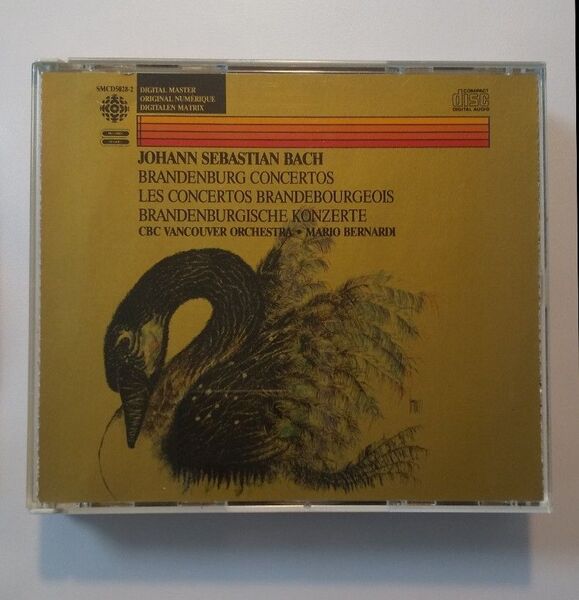 SMCD5028-2
DIGITAL MASTER
ORIGINAL NUMERIQUE
DIGITALEN MATRIX
COMPACT
disc
DIGITAL AUDIO
JOHANN SEBASTIAN BACH
BRANDENBURG CONCERTOS
LES CONCERTOS BRANDEBOURGEOIS
BRANDENBURGISCHE KONZERTE
CBC VANCOUVER ORCHESTRA • MARIO BERNARDI